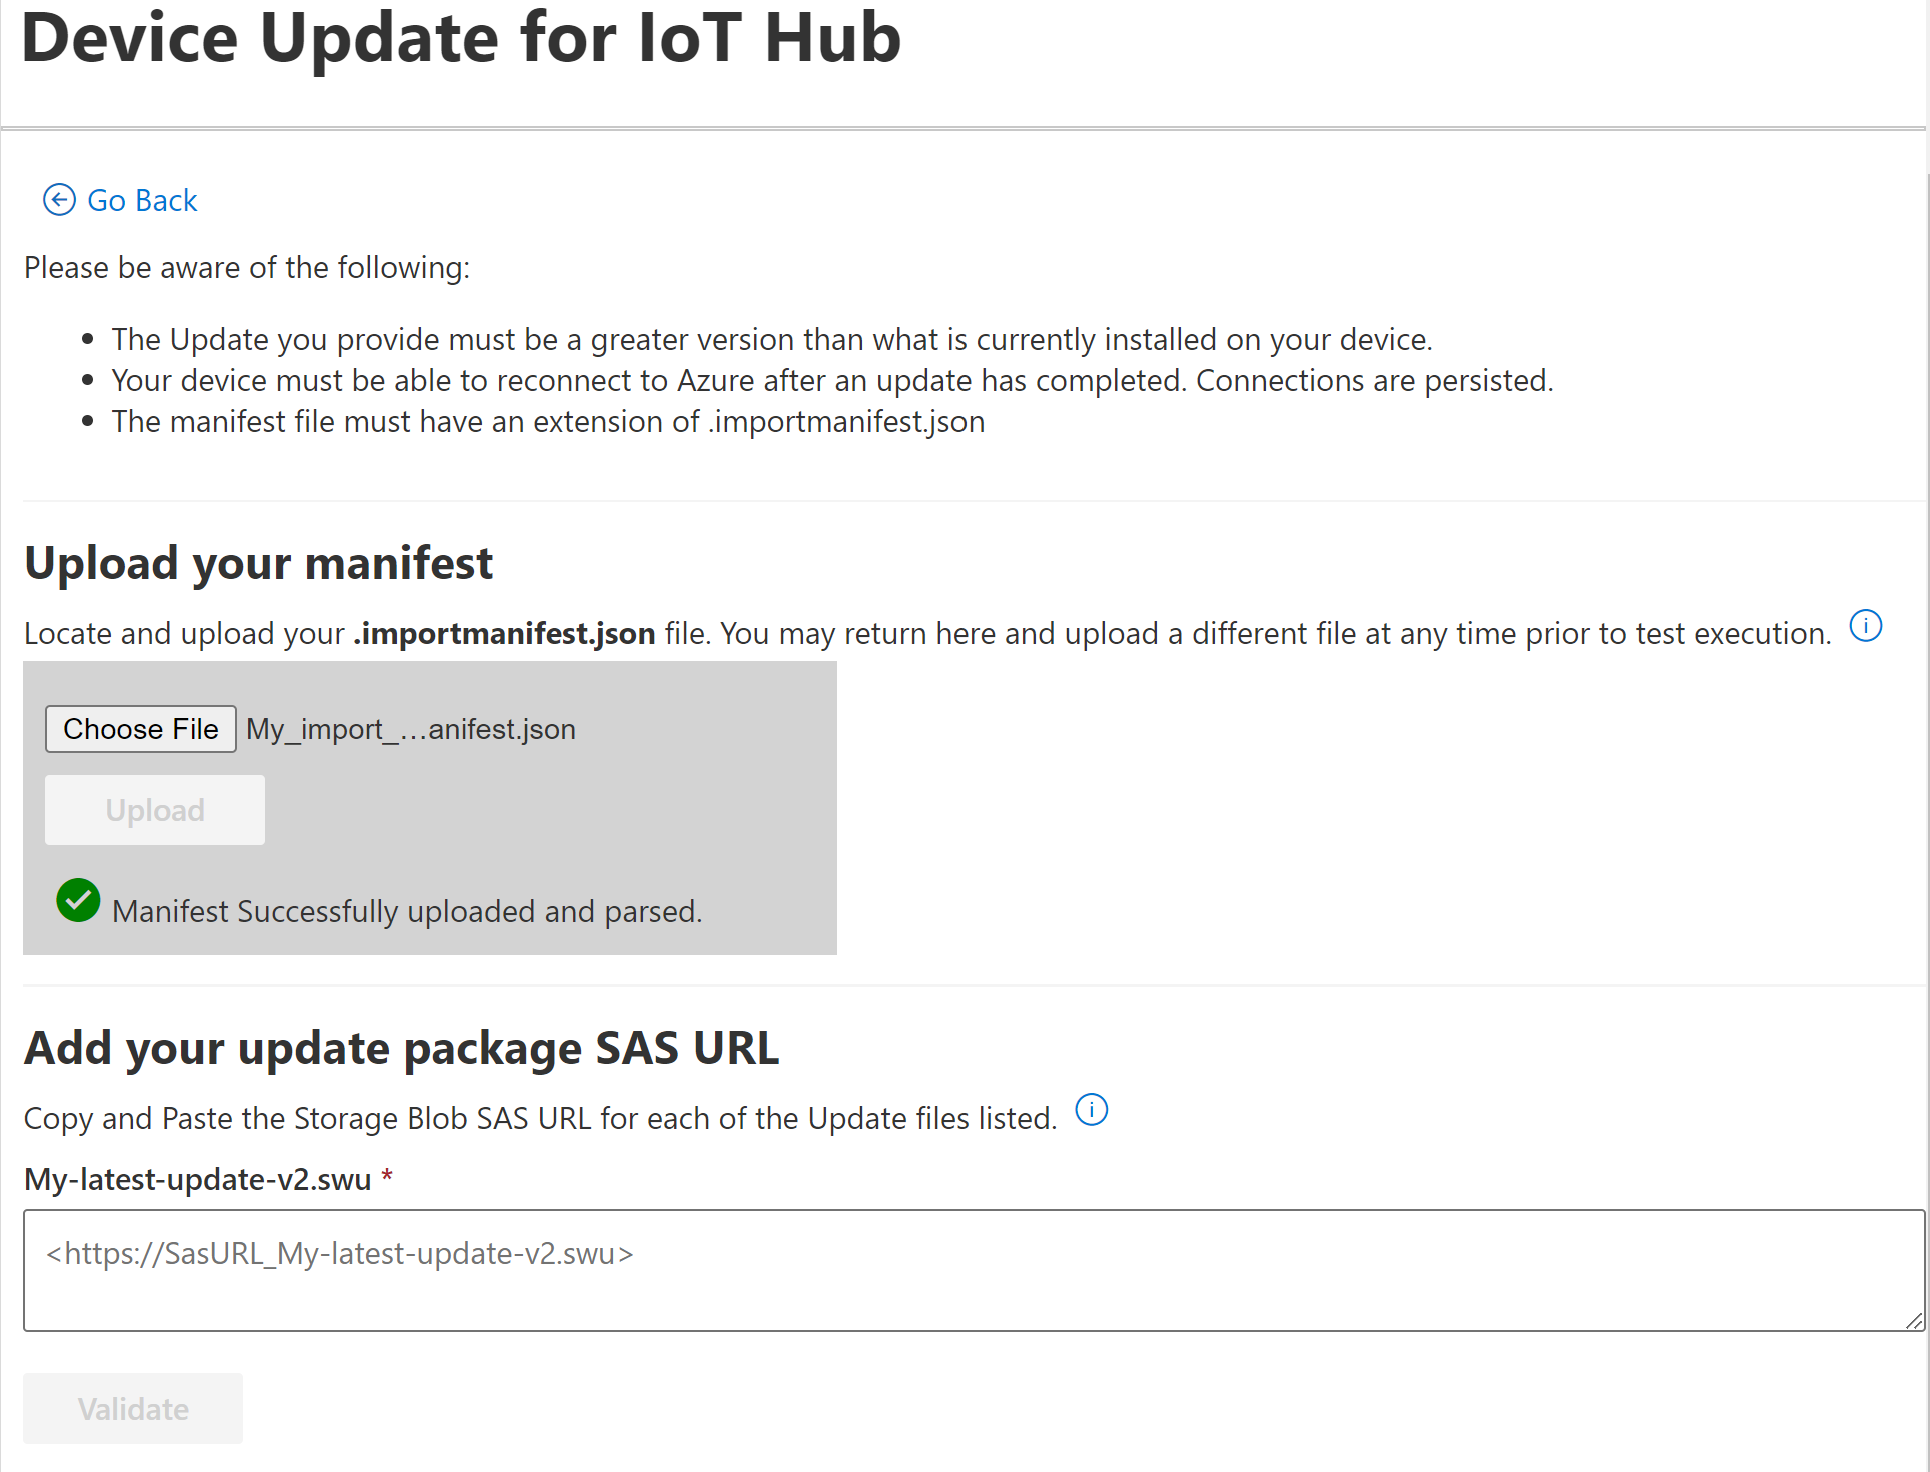 Device Update for IoT Hub
Go Back
Please be aware of the following:
• The Update you provide must be a greater version than what is currently installed on your device.
• Your device must be able to reconnect to Azure after an update has completed. Connections are persisted.
• The manifest file must have an extension of .importmanifest.json
Upload your manifest
Locate and upload your .importmanifest.json file. You may return here and upload a different file at any time prior to test execution.
Choose File My_import_...anifest.json
Upload
Manifest Successfully uploaded and parsed.
Add your update package SAS URL
Copy and Paste the Storage Blob SAS URL for each of the Update files listed.
My-latest-update-v2.swu *
<https://SasURL_My-latest-update-v2.swu>
Validate